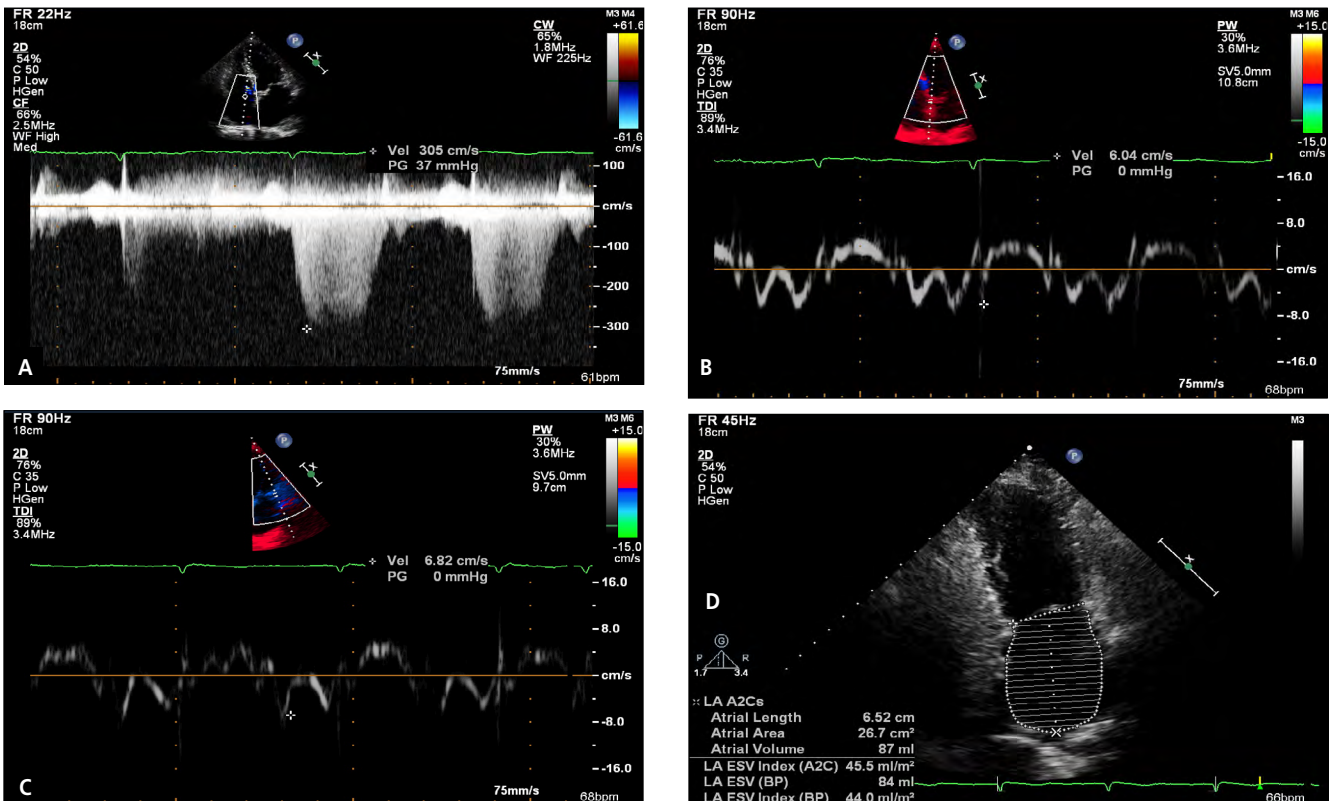 FR 22Hz
18cm
2D
54%
C 50
P Low
HGen
CF
66%
2.5MHz
WF High
Med
P
X
CW
65%
1.8MHz
WF 225Hz
M3 M4
+61.6
-61.6
cm/s
Vel 305 cm/s
PG 37 mmHg
100
cm/s
-100
-200
-300
A
75mm/s
61bpm
FR 90Hz
18cm
2D
76%
C 35
P Low
HGen
TDI
89%
3.4MHz
P
X
PW
30%
3.6MHz
SV5.0mm
10.8cm
M3 M6
+15.0
-15.0
cm/s
Vel 6.04 cm/s
PG 0 mmHg
16.0
8.0
cm/s
-8.0
-16.0
B
75mm/s
68bpm
FR 90Hz
18cm
2D
76%
C 35
P Low
HGen
TDI
89%
3.4MHz
P
X
PW
30%
3.6MHz
SV5.0mm
9.7cm
M3 M6
+15.0
-15.0
cm/s
Vel 6.82 cm/s
PG 0 mmHg
16.0
8.0
cm/s
-8.0
-16.0
C
75mm/s
68bpm
FR 45Hz
18cm
2D
54%
C 50
P Low
HGen
P
X
M3
D
G
P R
1.7 3.4
LA A2Cs
Atrial Length 6.52 cm
Atrial Area 26.7 cm²
Atrial Volume 87 ml
LA ESV Index (A2C) 45.5 ml/m²
LA ESV (BP) 84 ml
LA ESV Index (BP) 44.0 ml/m²
66bpm